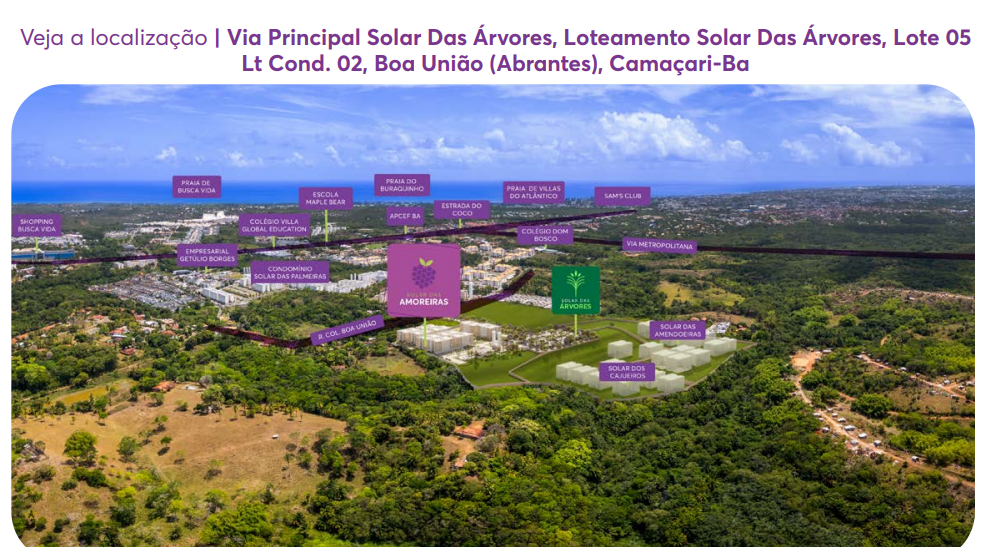 Veja a localização | Via Principal Solar Das Árvores, Loteamento Solar Das Árvores, Lote 05
Lt Cond. 02, Boa União (Abrantes), Camaçari-Ba
PRAIA DE
BUSCA VIDA
ESCOLA
MAPLE BEAR
PRAIA DO
BURAQUINHO
PRAIA DE VILLAS
DO ATLÂNTICO
SAM'S CLUB
SHOPPING
BUSCA VIDA
COLÉGIO VILLA
GLOBAL EDUCATION
APCEF BA
ESTRADA DO
COCO
COLÉGIO DOM
BOSCO
VIA METROPOLITANA
EMPRESARIAL
GETÚLIO BORGES
CONDOMÍNIO
SOLAR DAS PALMEIRAS
SOLAR DAS
AMOREIRAS
SOLAR DAS
ÁRVORES
R. COL. BOA UNIÃO
SOLAR DAS
AMENDOEIRAS
SOLAR DOS
CAJUEIROS